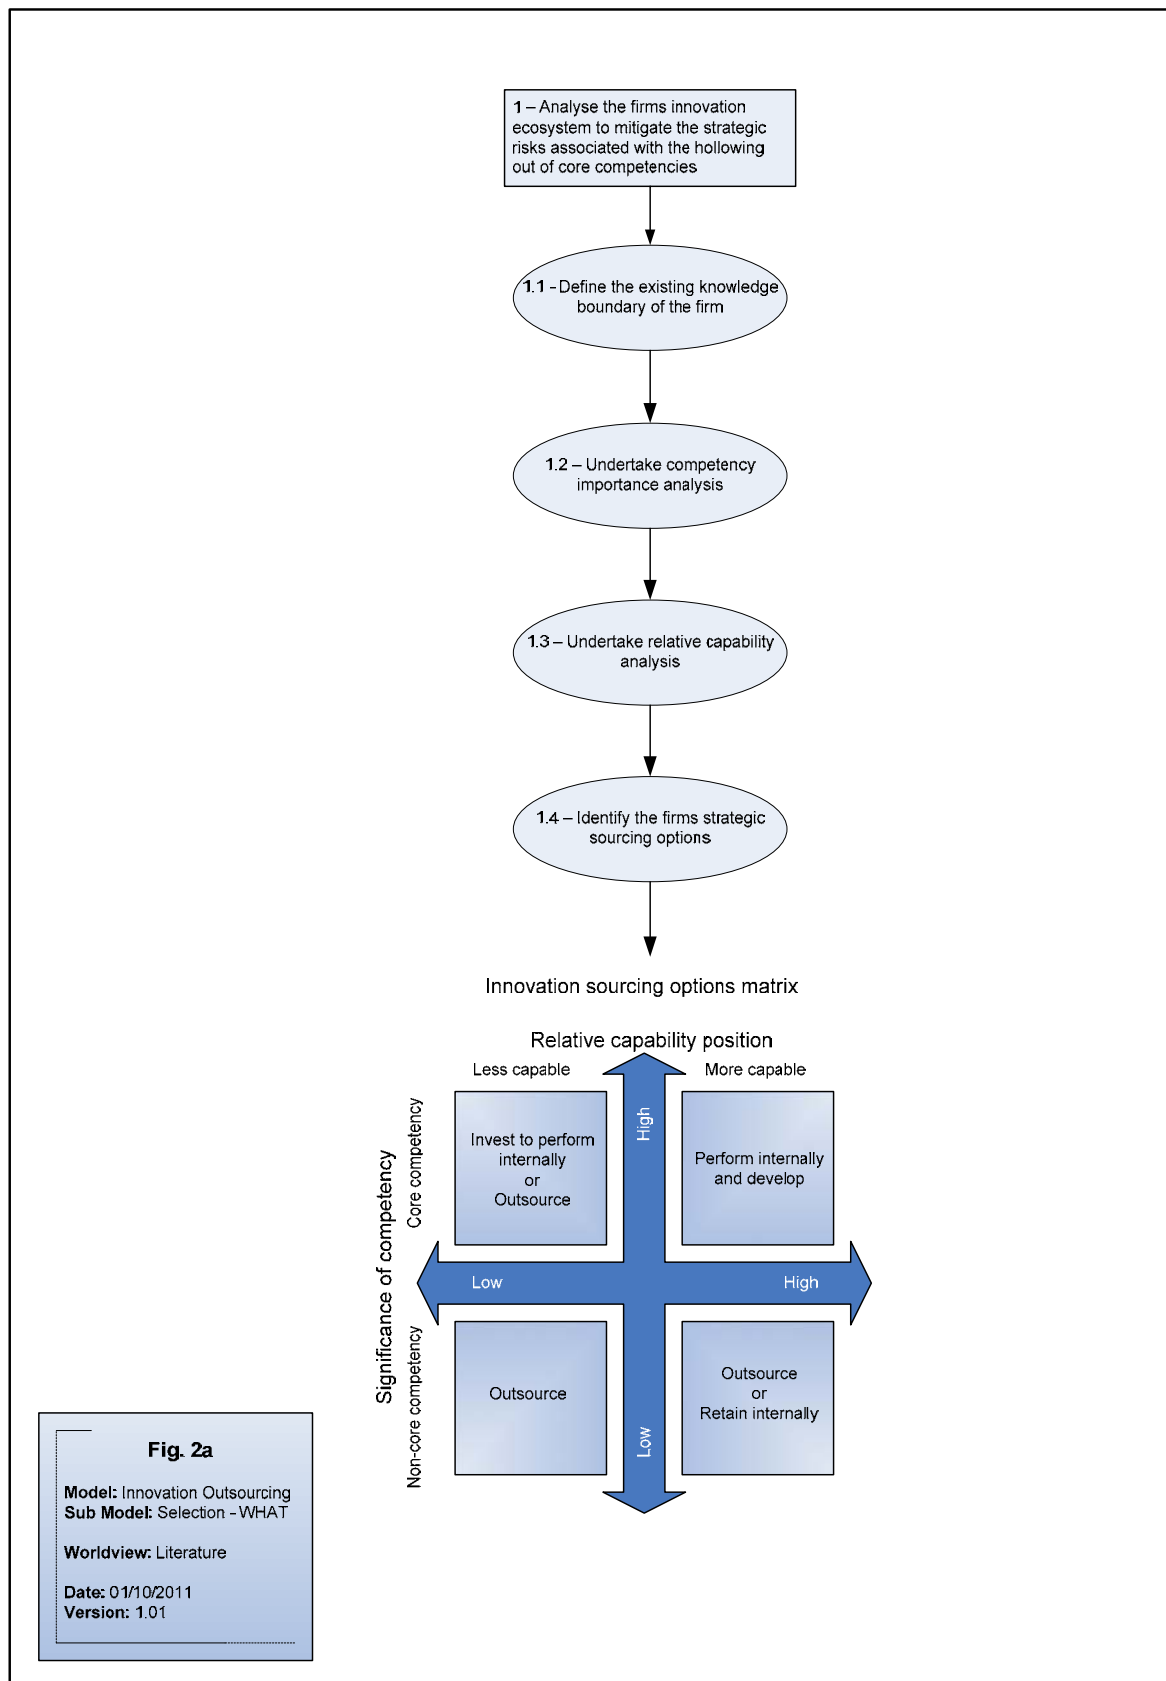 1 – Analyse the firms innovation
ecosystem to mitigate the strategic
risks associated with the hollowing
out of core competencies
1.1 - Define the existing knowledge
boundary of the firm
1.2 – Undertake competency
importance analysis
1.3 – Undertake relative capability
analysis
1.4 – Identify the firms strategic
sourcing options
Innovation sourcing options matrix
Relative capability position
Less capable
More capable
Significance of competency
Core competency
Non-core competency
High
Low
Low
High
Invest to perform
internally
or
Outsource
Perform internally
and develop
Outsource
Outsource
or
Retain internally
Fig. 2a
Model: Innovation Outsourcing
Sub Model: Selection - WHAT
Worldview: Literature
Date: 01/10/2011
Version: 1.01